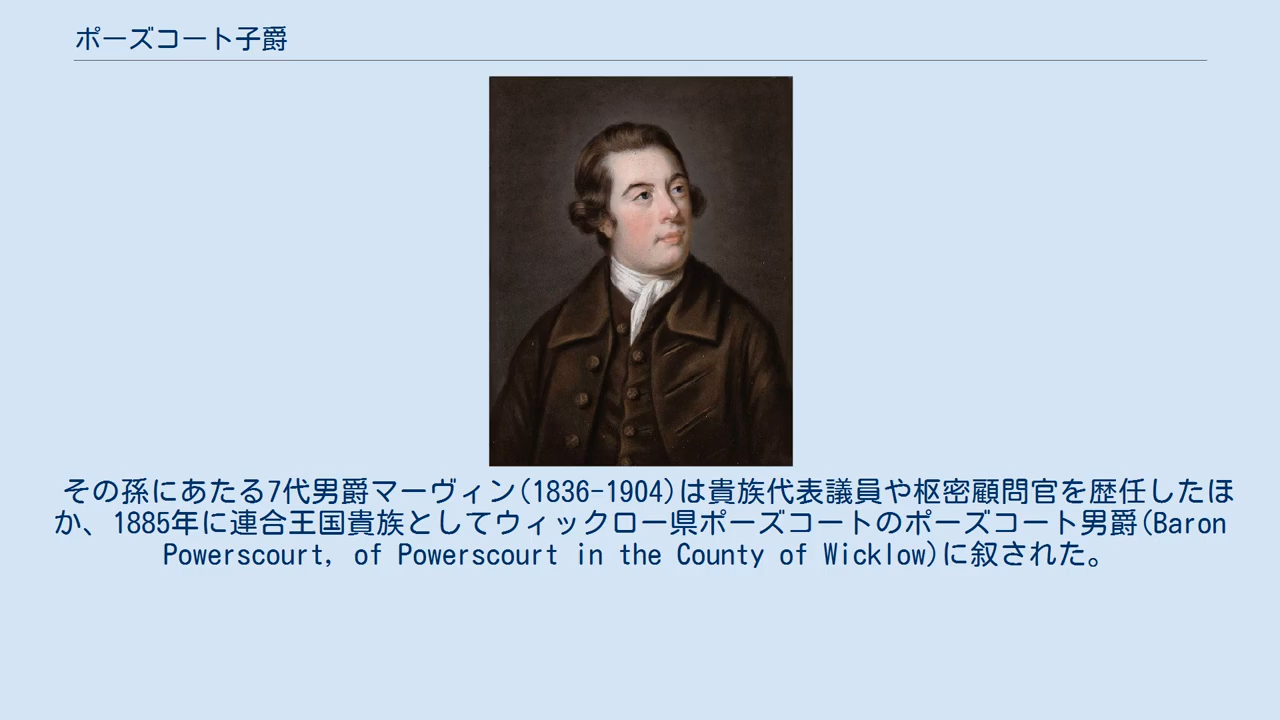 ポーズコート子爵
その孫にあたる7代男爵マーヴィン(1836-1904)は貴族代表議員や枢密顧問官を歴任したほ
か、1885年に連合王国貴族としてウィックロー県ポーズコートのポーズコート男爵(Baron
Powerscourt, of Powerscourt in the County of Wicklow)に叙された。